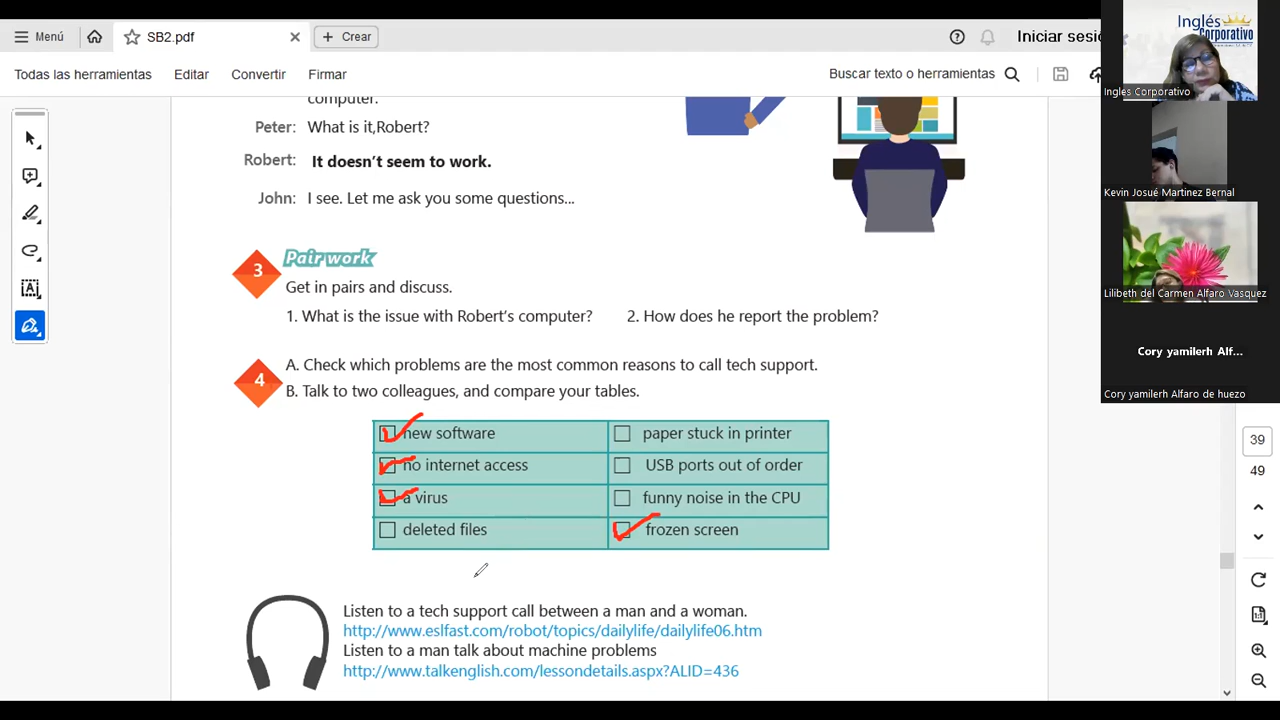 Menú
SB2.pdf
Crear
Iniciar sesi
Todas las herramientas
Editar
Convertir
Firmar
Buscar texto o herramientas
computer.
Peter: What is it,Robert?
Robert: It doesn't seem to work.
John: I see. Let me ask you some questions...
3 Pair work
Get in pairs and discuss.
1. What is the issue with Robert's computer? 2. How does he report the problem?
4 A. Check which problems are the most common reasons to call tech support.
B. Talk to two colleagues, and compare your tables.
new software paper stuck in printer
no internet access USB ports out of order
a virus funny noise in the CPU
deleted files frozen screen
Listen to a tech support call between a man and a woman.
http://www.eslfast.com/robot/topics/dailylife/dailylife06.htm
Listen to a man talk about machine problems
http://www.talkenglish.com/lessondetails.aspx?ALID=436
39
49
Inglés
Corporativo
Ingles Corporativo
Kevin Josué Martinez Bernal
Lilibeth del Carmen Alfaro Vasquez
Cory yamilerh Alf...
Cory yamilerh Alfaro de huezo